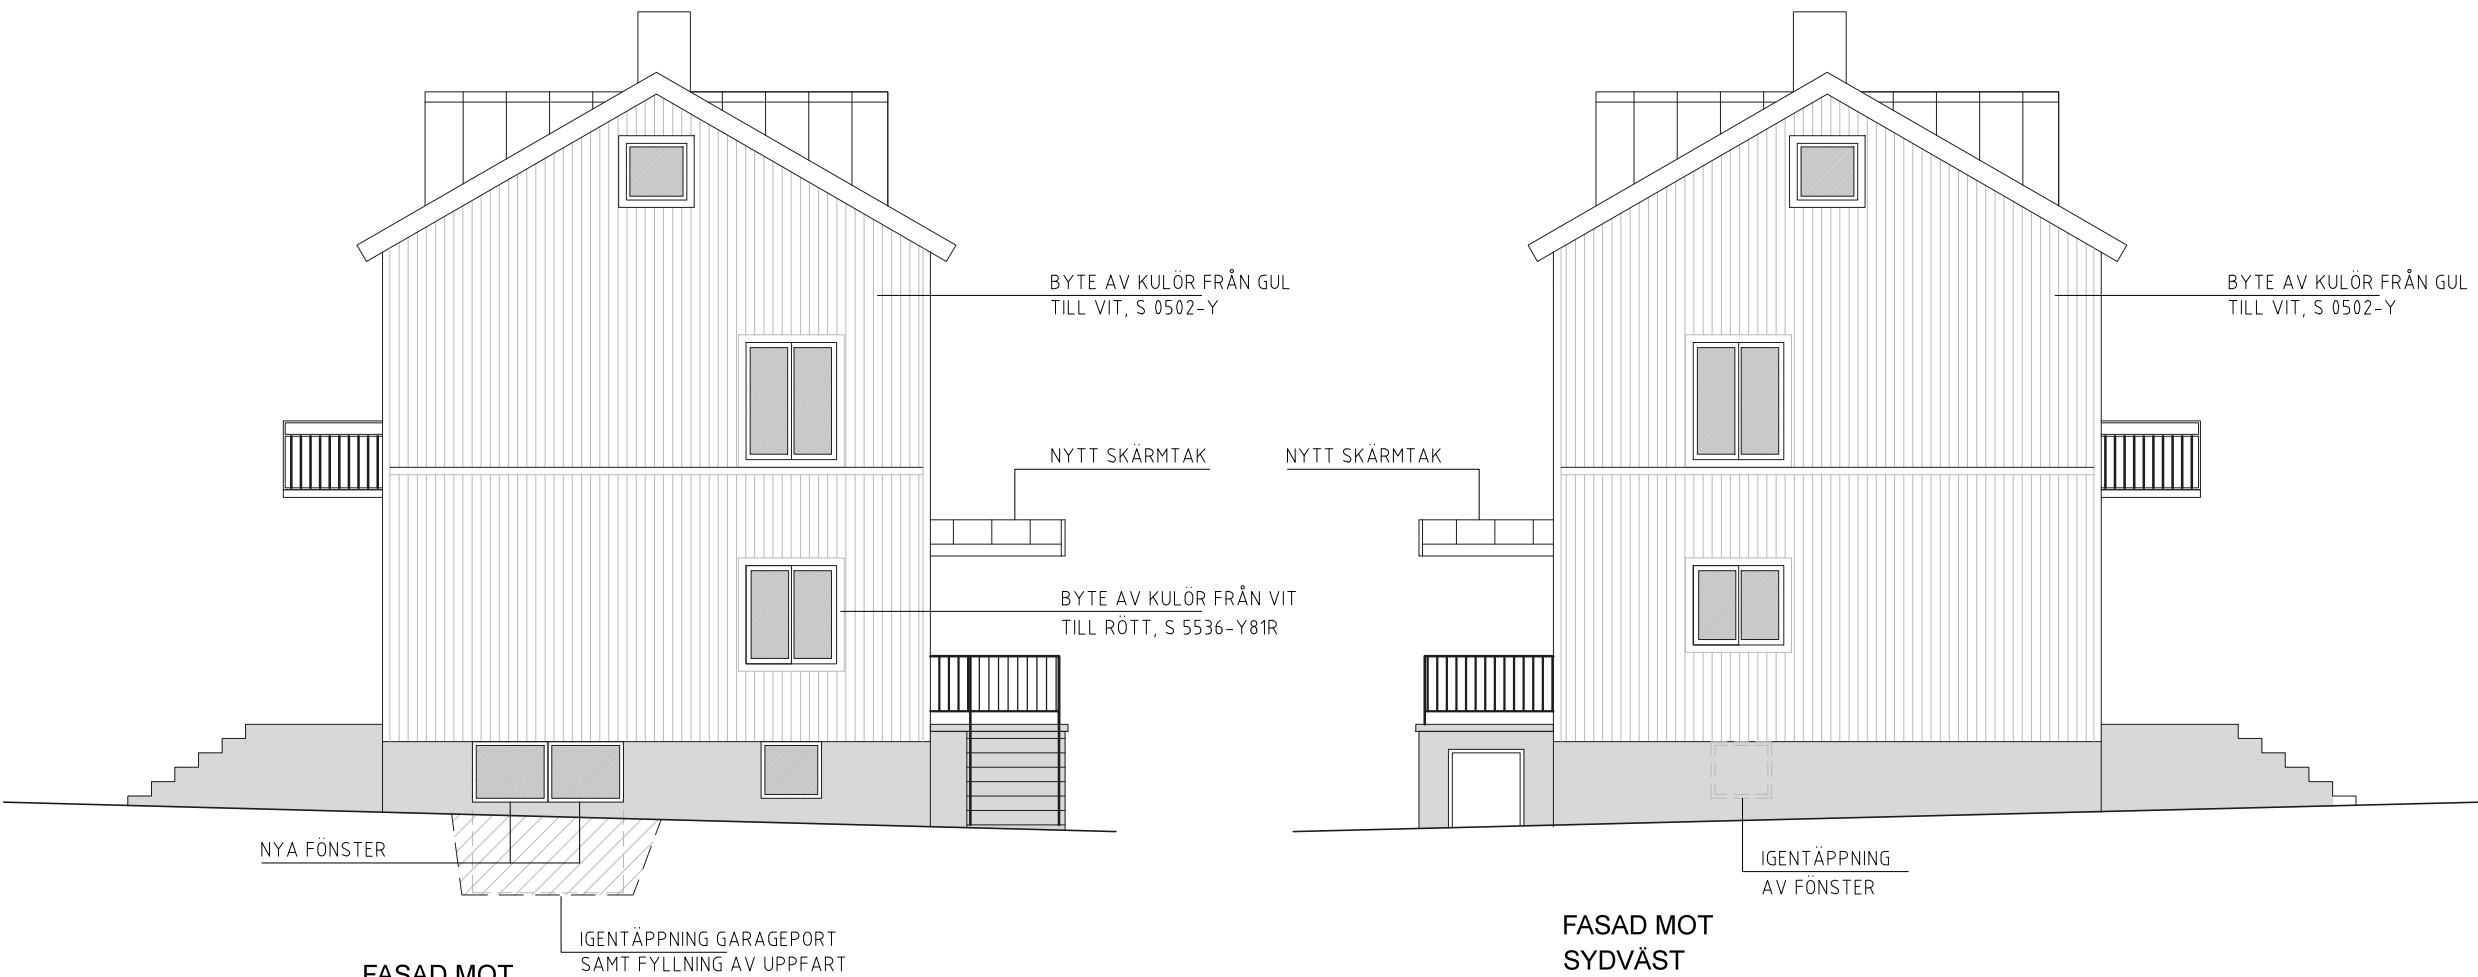 BYTE AV KULÖR FRÅN GUL
TILL VIT, S 0502-Y
NYTT SKÄRMTAK
BYTE AV KULÖR FRÅN VIT
TILL RÖTT, S 5536-Y81R
NYA FÖNSTER
IGENTÄPPNING GARAGEPORT
SAMT FYLLNING AV UPPFART
FASAD MOT
BYTE AV KULÖR FRÅN GUL
TILL VIT, S 0502-Y
NYTT SKÄRMTAK
IGENTÄPPNING
AV FÖNSTER
FASAD MOT
SYDVÄST